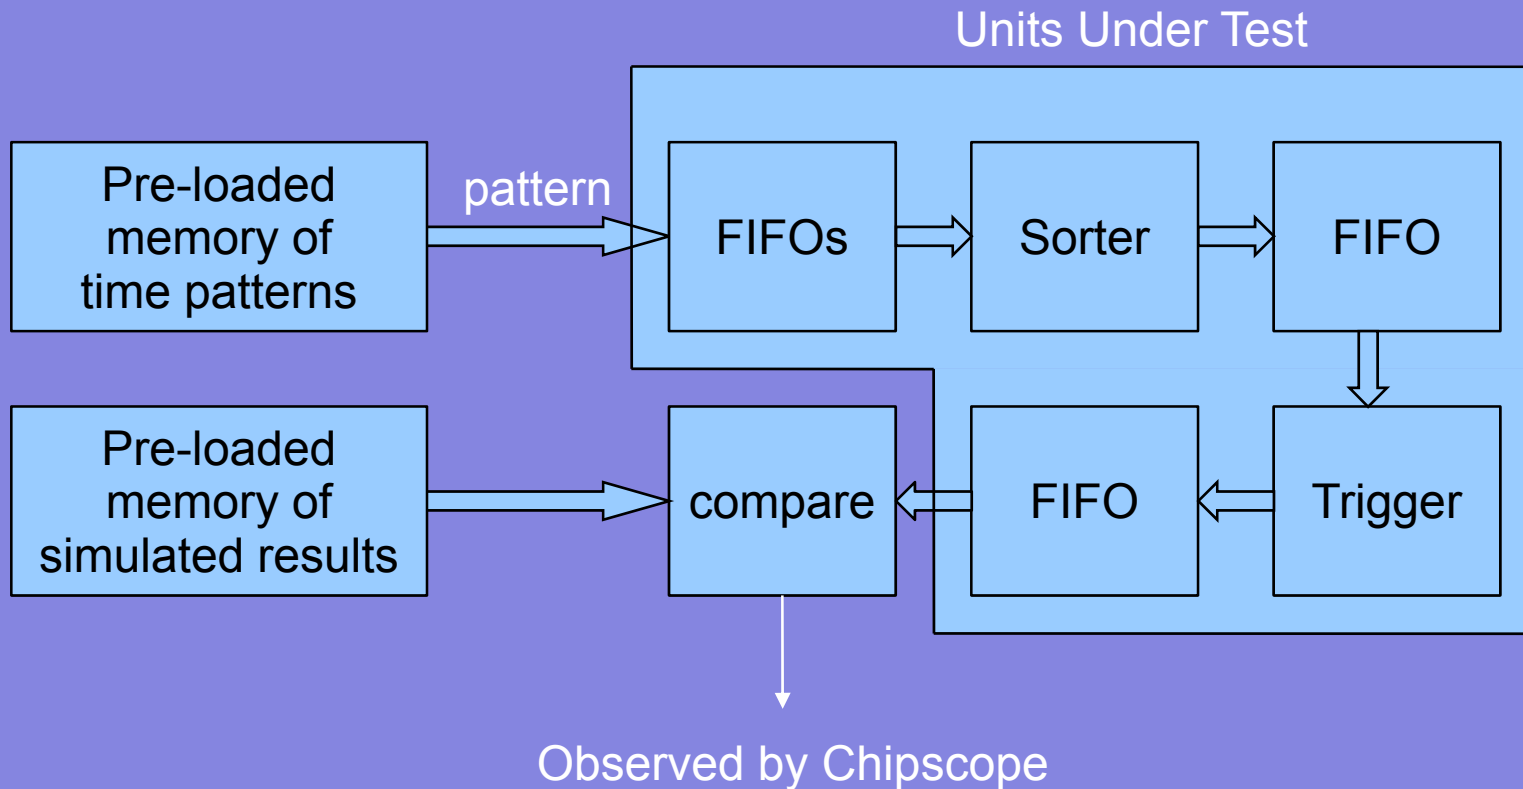 Units Under Test
Pre-loaded
memory of
time patterns
pattern
FIFOs
Sorter
FIFO
Pre-loaded
memory of
simulated results
compare
FIFO
Trigger
Observed by Chipscope